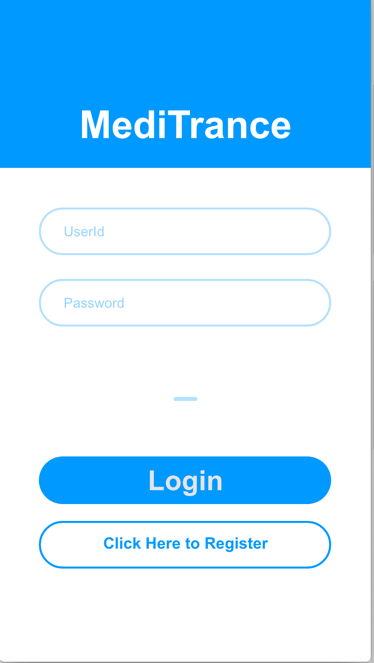 MediTrance
UserId
Password
Login
Click Here to Register